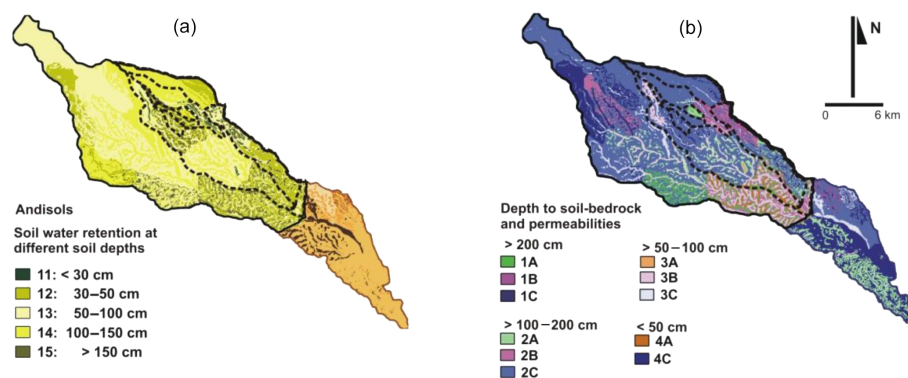 (a)
Andisols
Soil water retention at
different soil depths
11: < 30 cm
12: 30–50 cm
13: 50–100 cm
14: 100–150 cm
15: > 150 cm
(b)
N
0 6 km
Depth to soil-bedrock
and permeabilities
> 200 cm
1A
1B
1C
> 100–200 cm
2A
2B
2C
> 50–100 cm
3A
3B
3C
< 50 cm
4A
4C